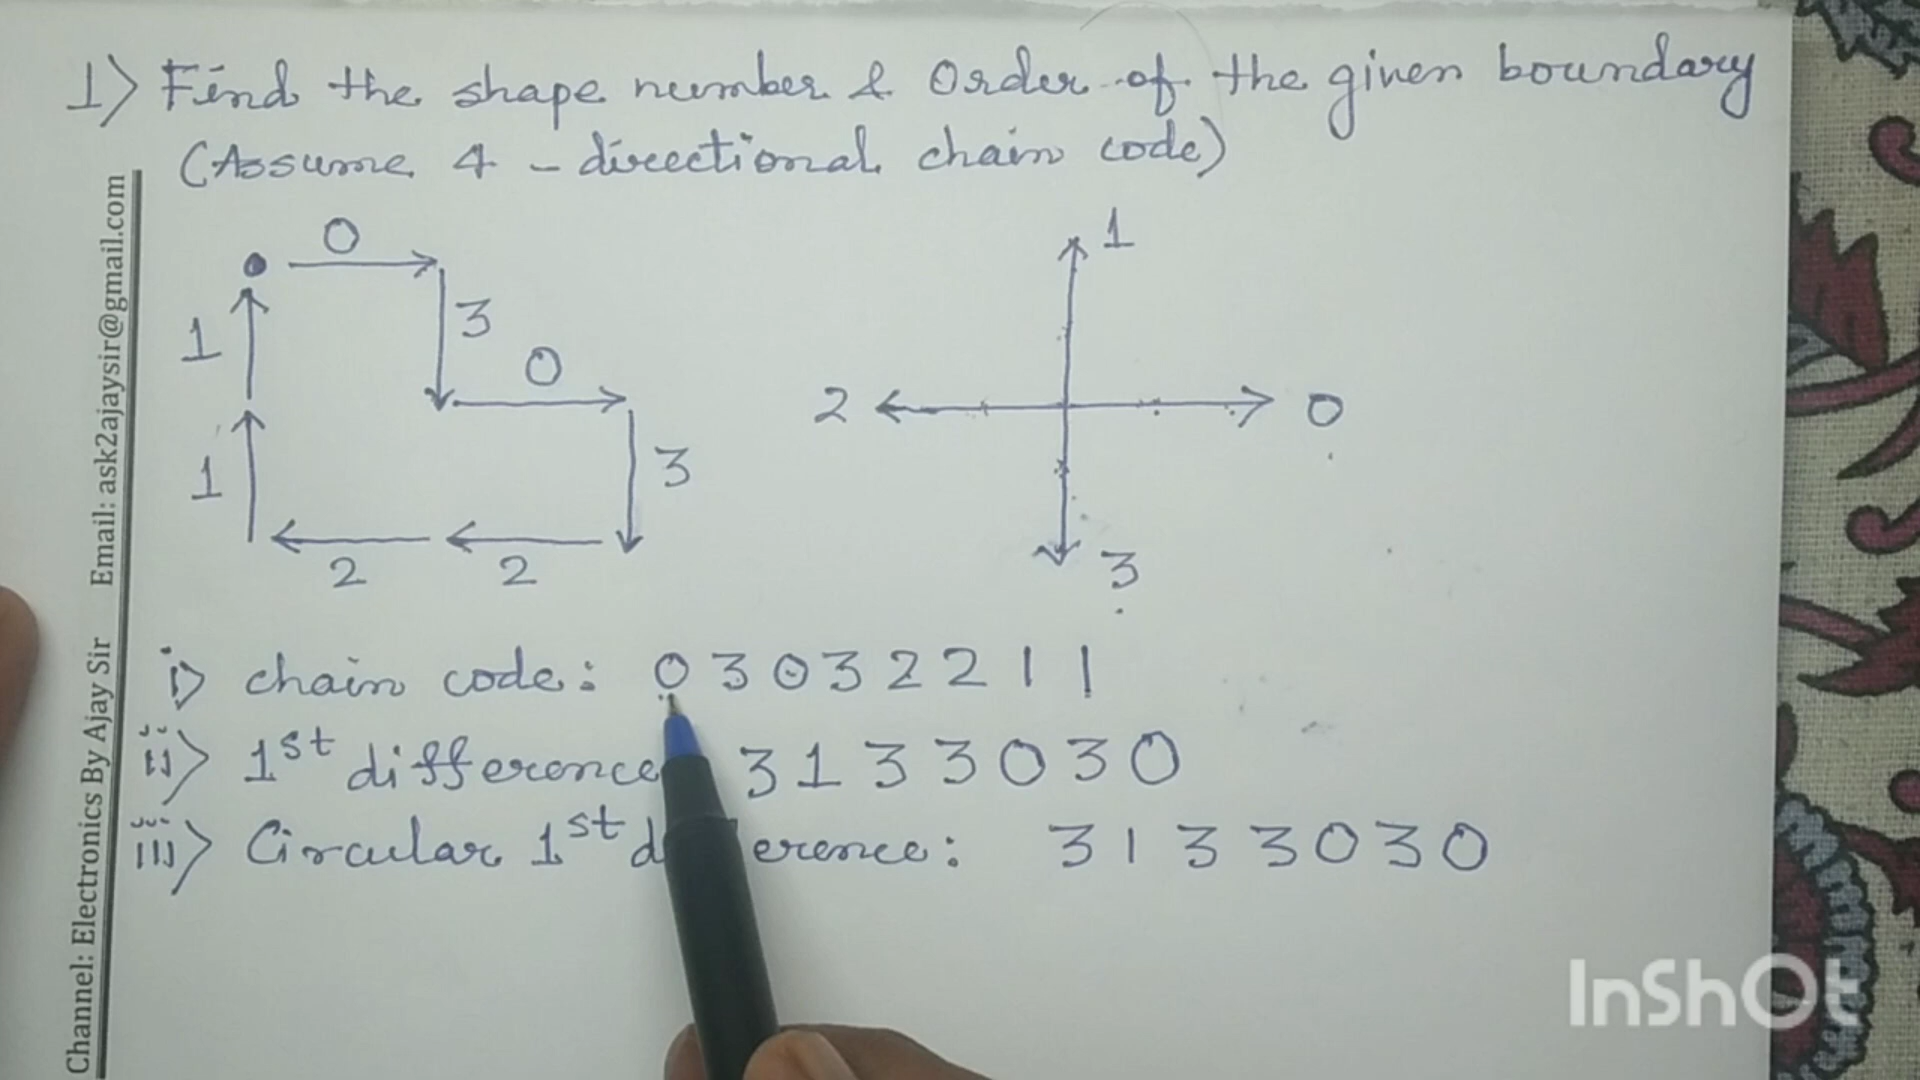 1) Find the shape number & Order of the given boundary
(Assume 4 - directional chain code)
0
1
3
0
1
3
2
2
1
2
0
3
i) chain code: 0 3 0 3 2 2 1 1
ii) 1st difference 3 1 3 3 0 3 0
iii) Circular 1st d erence: 3 1 3 3 0 3 0
Channel: Electronics By Ajay Sir Email: ask2ajaysir@gmail.com
InShOt